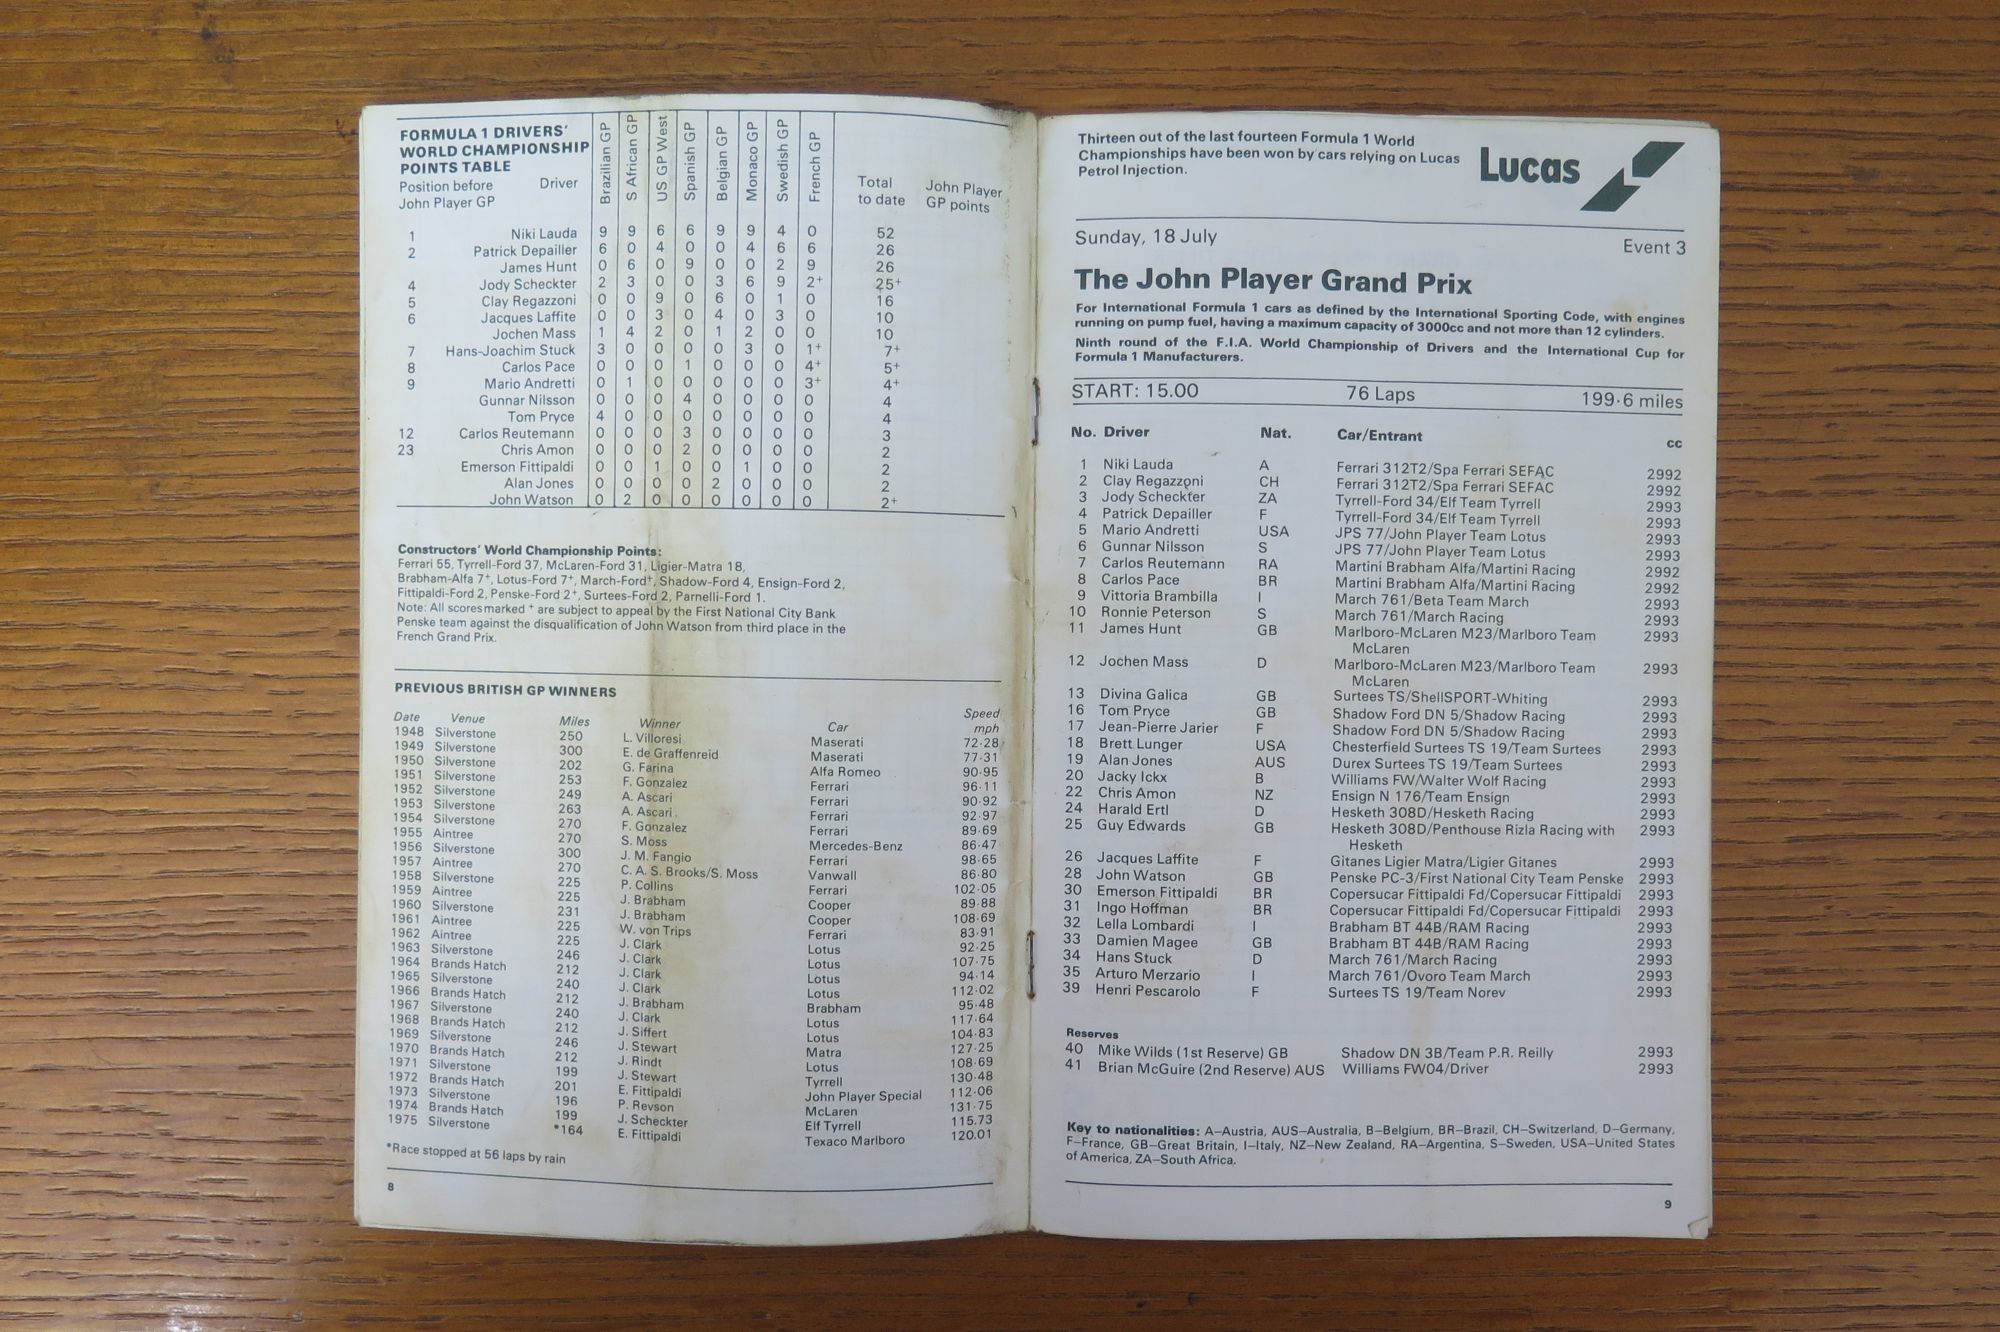 FORMULA 1 DRIVERS'
WORLD CHAMPIONSHIP
POINTS TABLE
Position before Driver Brazilian GP S African GP US GP West Spanish GP Belgian GP Monaco GP Swedish GP French GP Total John Player
John Player GP to date GP points
1 Niki Lauda 9 9 6 6 9 9 4 0 52
2 Patrick Depailler 6 0 4 0 0 4 6 6 26
James Hunt 0 6 0 9 0 0 2 9 26
4 Jody Scheckter 2 3 0 0 3 6 9 2+ 25+
5 Clay Regazzoni 0 0 9 0 6 0 1 0 16
6 Jacques Laffite 0 0 3 0 4 0 3 0 10
Jochen Mass 1 4 2 0 1 2 0 0 10
7 Hans-Joachim Stuck 3 0 0 0 0 3 0 1+ 7+
8 Carlos Pace 0 0 0 1 0 0 0 4+ 5+
9 Mario Andretti 0 1 0 0 0 0 0 3+ 4+
Gunnar Nilsson 0 0 0 4 0 0 0 0 4
Tom Pryce 4 0 0 0 0 0 0 0 4
12 Carlos Reutemann 0 0 0 3 0 0 0 0 3
23 Chris Amon 0 0 0 2 0 0 0 0 2
Emerson Fittipaldi 0 0 1 0 0 1 0 0 2
Alan Jones 0 0 0 0 2 0 0 0 2
John Watson 0 2 0 0 0 0 0 0 2+
Constructors' World Championship Points:
Ferrari 55, Tyrrell-Ford 37, McLaren-Ford 31, Ligier-Matra 18,
Brabham-Alfa 7+, Lotus-Ford 7+, March-Ford+, Shadow-Ford 4, Ensign-Ford 2,
Fittipaldi-Ford 2, Penske-Ford 2+, Surtees-Ford 2, Parnelli-Ford 1.
Note: All scores marked + are subject to appeal by the First National City Bank
Penske team against the disqualification of John Watson from third place in the
French Grand Prix.
PREVIOUS BRITISH GP WINNERS
Date Venue Miles Winner Car Speed mph
1948 Silverstone 250 L. Villoresi Maserati 72·28
1949 Silverstone 300 E. de Graffenreid Maserati 77·31
1950 Silverstone 202 G. Farina Alfa Romeo 90·95
1951 Silverstone 253 F. Gonzalez Ferrari 96·11
1952 Silverstone 249 A. Ascari Ferrari 90·92
1953 Silverstone 263 A. Ascari Ferrari 92·97
1954 Silverstone 270 F. Gonzalez Ferrari 89·69
1955 Aintree 270 S. Moss Mercedes-Benz 86·47
1956 Silverstone 300 J. M. Fangio Ferrari 98·65
1957 Aintree 270 C. A. S. Brooks/S. Moss Vanwall 86·80
1958 Silverstone 225 P. Collins Ferrari 102·05
1959 Aintree 225 J. Brabham Cooper 89·88
1960 Silverstone 231 J. Brabham Cooper 108·69
1961 Aintree 225 W. von Trips Ferrari 83·91
1962 Aintree 225 J. Clark Lotus 92·25
1963 Silverstone 246 J. Clark Lotus 107·75
1964 Brands Hatch 212 J. Clark Lotus 94·14
1965 Silverstone 240 J. Clark Lotus 112·02
1966 Brands Hatch 212 J. Brabham Brabham 95·48
1967 Silverstone 240 J. Clark Lotus 117·64
1968 Brands Hatch 212 J. Siffert Lotus 104·83
1969 Silverstone 246 J. Stewart Matra 127·25
1970 Brands Hatch 212 J. Rindt Lotus 108·69
1971 Silverstone 199 J. Stewart Tyrrell 130·48
1972 Brands Hatch 201 E. Fittipaldi John Player Special 112·06
1973 Silverstone 196 P. Revson McLaren 131·75
1974 Brands Hatch 199 J. Scheckter Elf Tyrrell 115.73
1975 Silverstone *164 E. Fittipaldi Texaco Marlboro 120.01
*Race stopped at 56 laps by rain
8
Thirteen out of the last fourteen Formula 1 World
Championships have been won by cars relying on Lucas
Petrol Injection.
Lucas
Sunday, 18 July Event 3
The John Player Grand Prix
For International Formula 1 cars as defined by the International Sporting Code, with engines
running on pump fuel, having a maximum capacity of 3000cc and not more than 12 cylinders.
Ninth round of the F.I.A. World Championship of Drivers and the International Cup for
Formula 1 Manufacturers.
START: 15.00 76 Laps 199·6 miles
No. Driver Nat. Car/Entrant cc
1 Niki Lauda A Ferrari 312T2/Spa Ferrari SEFAC 2992
2 Clay Regazzoni CH Ferrari 312T2/Spa Ferrari SEFAC 2992
3 Jody Scheckter ZA Tyrrell-Ford 34/Elf Team Tyrrell 2993
4 Patrick Depailler F Tyrrell-Ford 34/Elf Team Tyrrell 2993
5 Mario Andretti USA JPS 77/John Player Team Lotus 2993
6 Gunnar Nilsson S JPS 77/John Player Team Lotus 2993
7 Carlos Reutemann RA Martini Brabham Alfa/Martini Racing 2992
8 Carlos Pace BR Martini Brabham Alfa/Martini Racing 2992
9 Vittoria Brambilla I March 761/Beta Team March 2993
10 Ronnie Peterson S March 761/March Racing 2993
11 James Hunt GB Marlboro-McLaren M23/Marlboro Team 2993
McLaren
12 Jochen Mass D Marlboro-McLaren M23/Marlboro Team 2993
McLaren
13 Divina Galica GB Surtees TS/ShellSPORT-Whiting 2993
16 Tom Pryce GB Shadow Ford DN 5/Shadow Racing 2993
17 Jean-Pierre Jarier F Shadow Ford DN 5/Shadow Racing 2993
18 Brett Lunger USA Chesterfield Surtees TS 19/Team Surtees 2993
19 Alan Jones AUS Durex Surtees TS 19/Team Surtees 2993
20 Jacky Ickx B Williams FW/Walter Wolf Racing 2993
22 Chris Amon NZ Ensign N 176/Team Ensign 2993
24 Harald Ertl D Hesketh 308D/Hesketh Racing 2993
25 Guy Edwards GB Hesketh 308D/Penthouse Rizla Racing with 2993
Hesketh
26 Jacques Laffite F Gitanes Ligier Matra/Ligier Gitanes 2993
28 John Watson GB Penske PC-3/First National City Team Penske 2993
30 Emerson Fittipaldi BR Copersucar Fittipaldi Fd/Copersucar Fittipaldi 2993
31 Ingo Hoffman BR Copersucar Fittipaldi Fd/Copersucar Fittipaldi 2993
32 Lella Lombardi I Brabham BT 44B/RAM Racing 2993
33 Damien Magee GB Brabham BT 44B/RAM Racing 2993
34 Hans Stuck D March 761/March Racing 2993
35 Arturo Merzario I March 761/Ovoro Team March 2993
39 Henri Pescarolo F Surtees TS 19/Team Norev 2993
Reserves
40 Mike Wilds (1st Reserve) GB Shadow DN 3B/Team P.R. Reilly 2993
41 Brian McGuire (2nd Reserve) AUS Williams FW04/Driver 2993
Key to nationalities: A–Austria, AUS–Australia, B–Belgium, BR–Brazil, CH–Switzerland, D–Germany,
F–France, GB–Great Britain, I–Italy, NZ–New Zealand, RA–Argentina, S–Sweden, USA–United States
of America, ZA–South Africa.
9